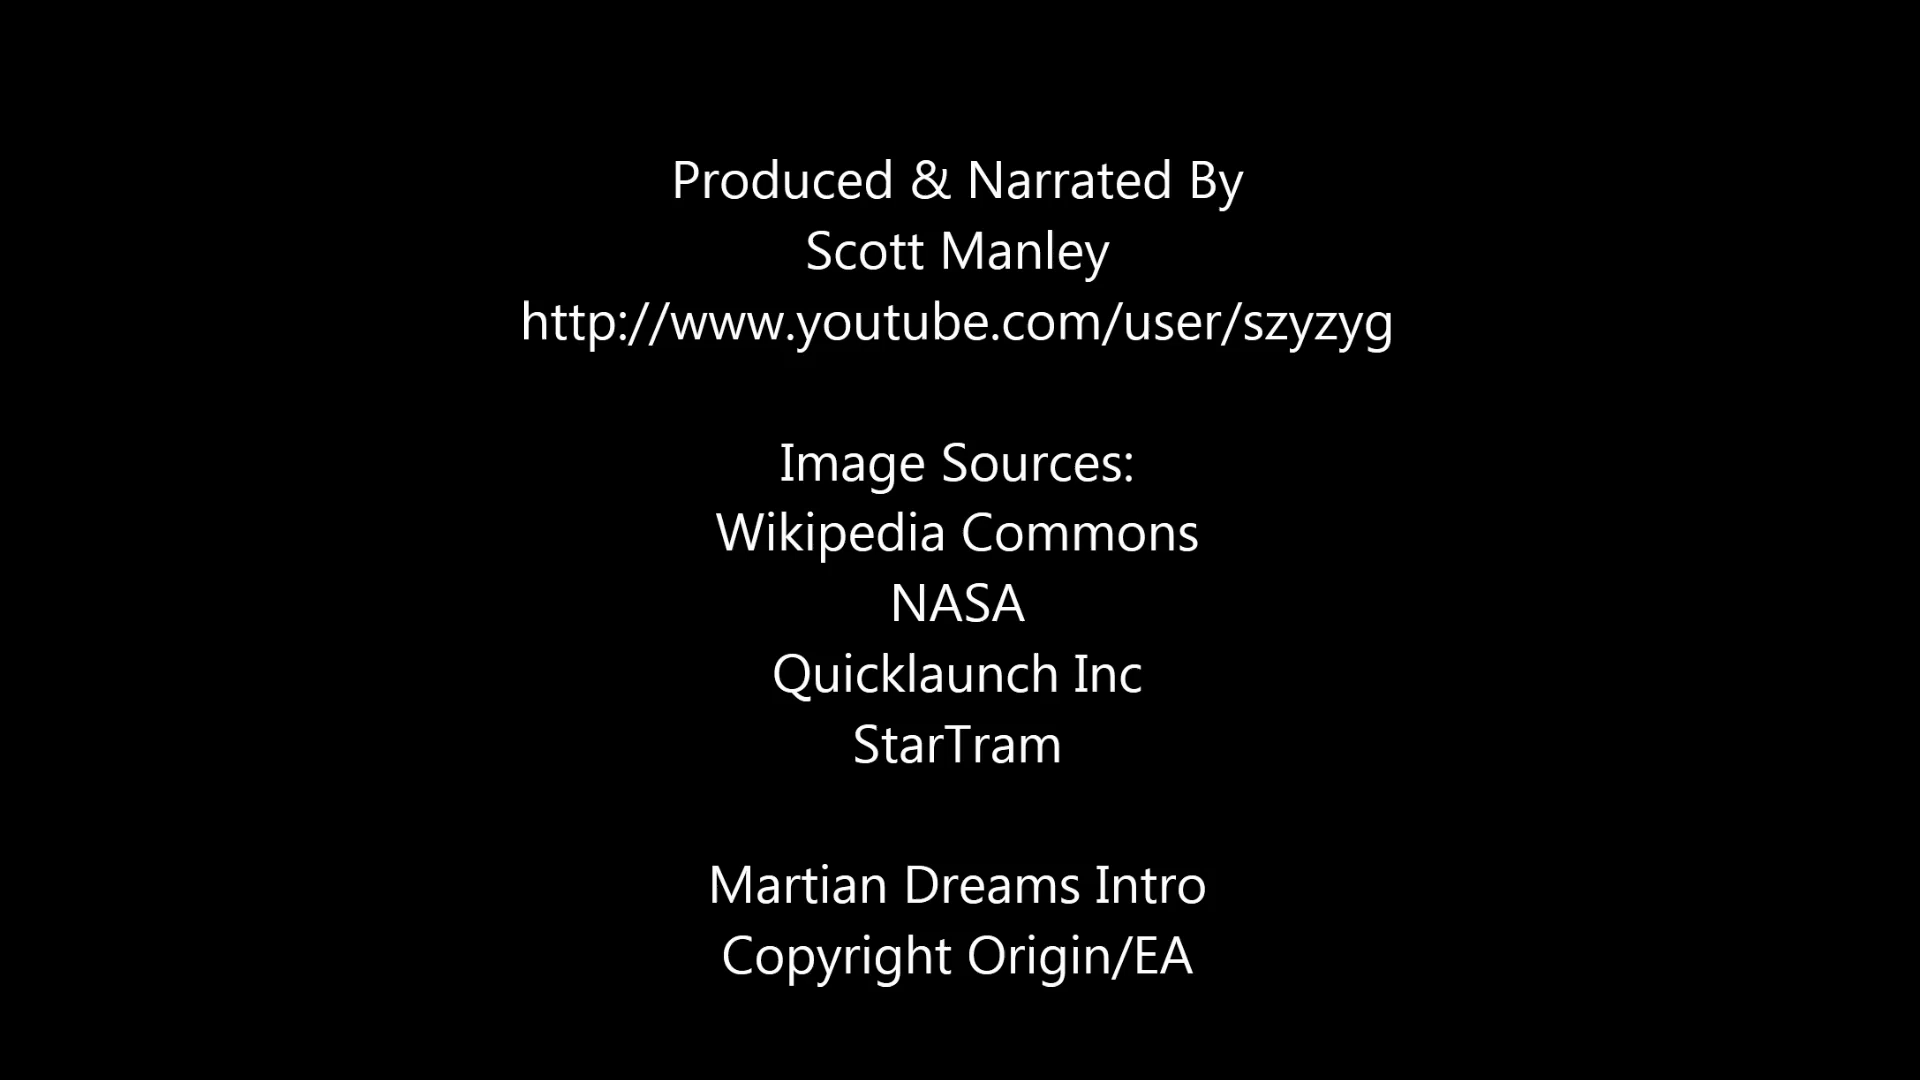 Produced & Narrated By
Scott Manley
http://www.youtube.com/user/szyzyg
Image Sources:
Wikipedia Commons
NASA
Quicklaunch Inc
StarTram
Martian Dreams Intro
Copyright Origin/EA